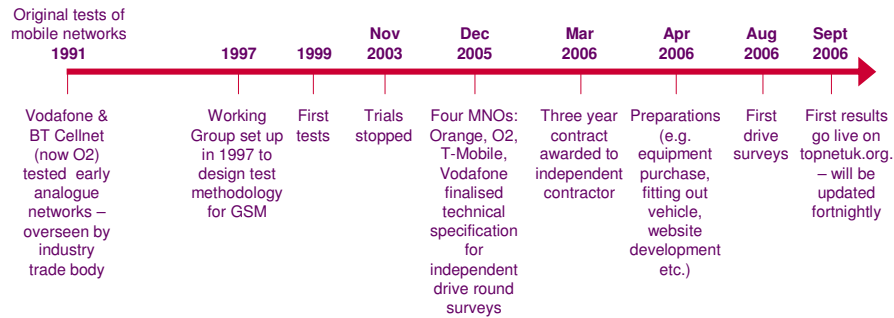 Original tests of
mobile networks
1991
1997
1999
Nov
2003
Dec
2005
Mar
2006
Apr
2006
Aug
2006
Sept
2006
Vodafone &
BT Cellnet
(now O2)
tested early
analogue
networks –
overseen by
industry
trade body
Working
Group set up
in 1997 to
design test
methodology
for GSM
First
tests
Trials
stopped
Four MNOs:
Orange, O2,
T-Mobile,
Vodafone
finalised
technical
specification
for
independent
drive round
surveys
Three year
contract
awarded to
independent
contractor
Preparations
(e.g.
equipment
purchase,
fitting out
vehicle,
website
development
etc.)
First
drive
surveys
First results
go live on
topnetuk.org.
– will be
updated
fortnightly